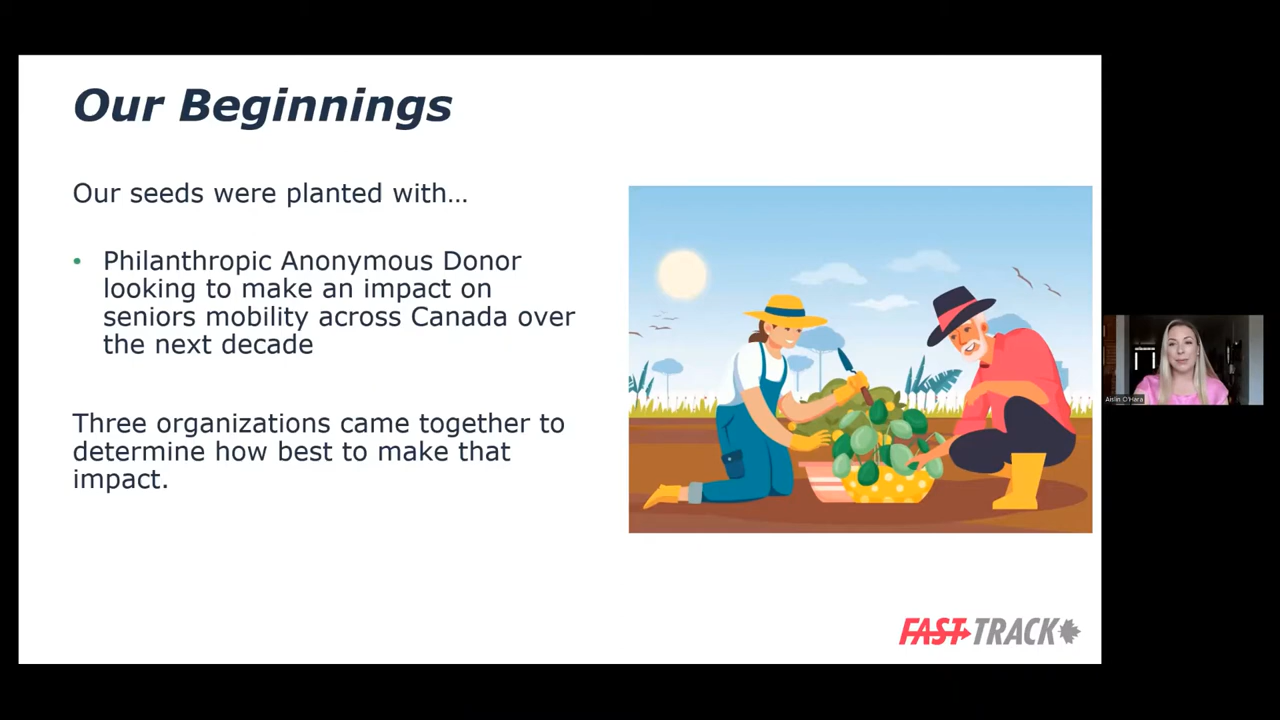 Our Beginnings
Our seeds were planted with…
• Philanthropic Anonymous Donor
looking to make an impact on
seniors mobility across Canada over
the next decade
Three organizations came together to
determine how best to make that
impact.
FAST TRACK
Aislin O'Hara